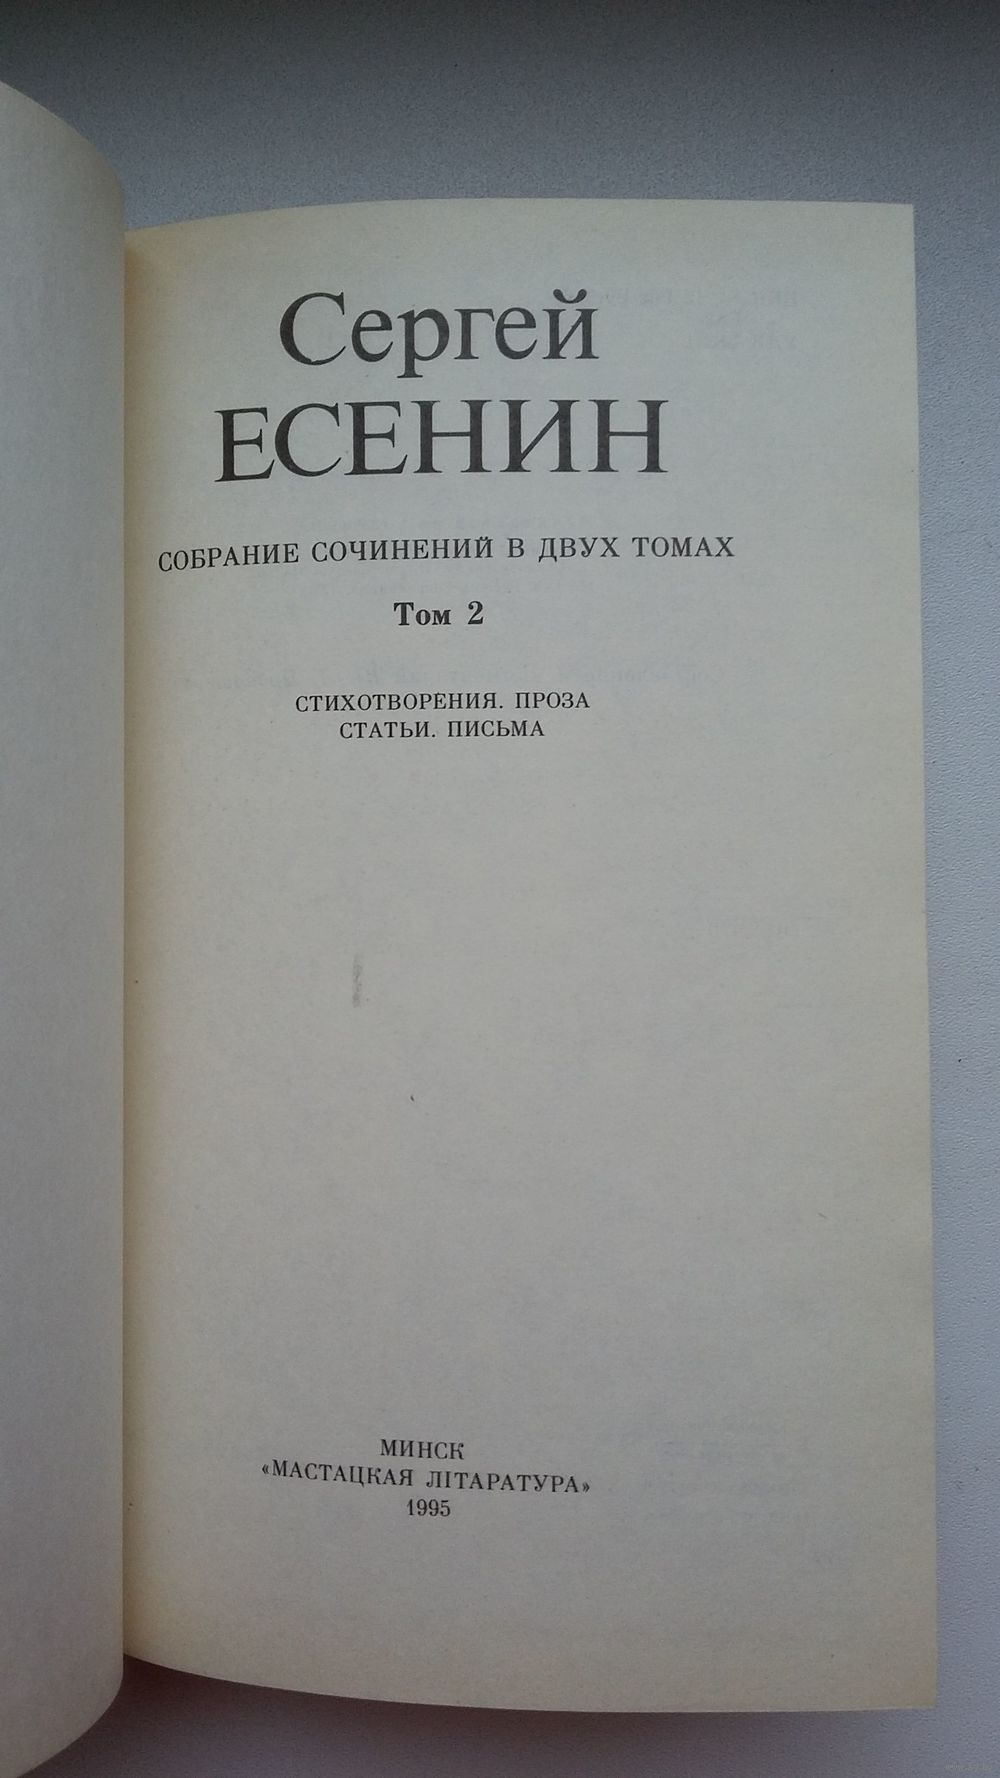 Сергей
ЕСЕНИН
СОБРАНИЕ СОЧИНЕНИЙ В ДВУХ ТОМАХ
Том 2
СТИХОТВОРЕНИЯ. ПРОЗА
СТАТЬИ. ПИСЬМА
МИНСК
«МАСТАЦКАЯ ЛІТАРАТУРА»
1995